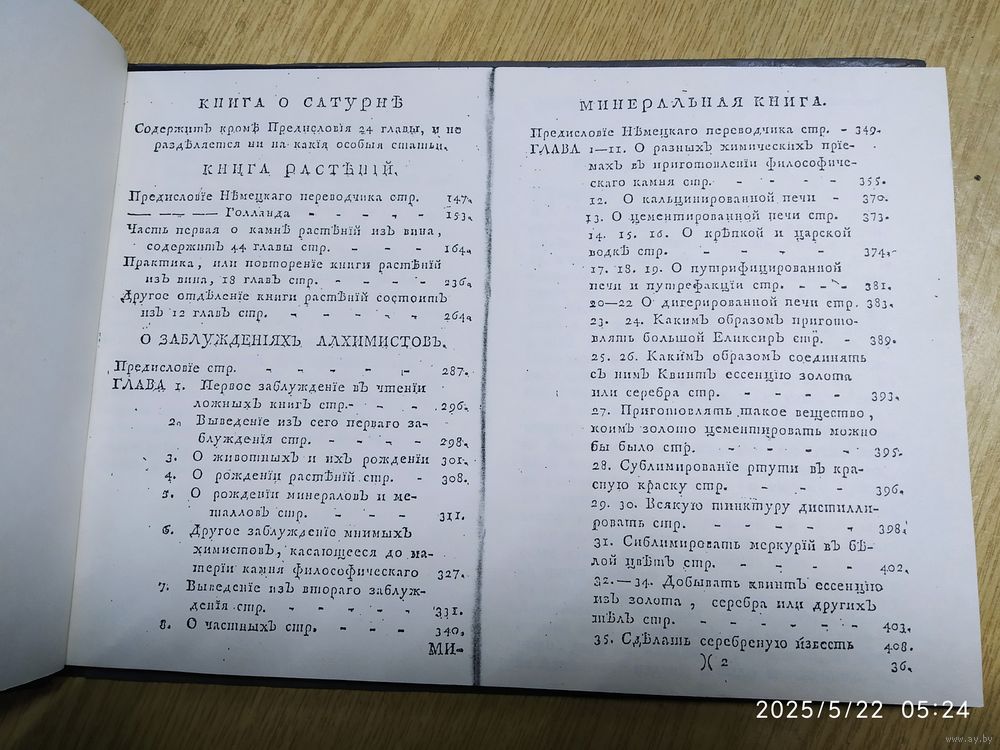 КНИГА О САТУРНѢ
Содержитъ кромѣ Предисловія 24 главы, и не
раздѣляется ни на какія особыя статьи.
КНИГА РАСТѢНІЙ.
Предисловіе Нѣмецкаго переводчика стр. 147.
— — — — Голланда - - - - - 153.
Часть первая о камнѣ растѣній изъ вина,
содержитъ 44 главы стр. - - - - 164.
Практика, или повтореніе книги растѣній
изъ вина, 18 главъ стр. - - - - 236.
Другое отдѣленіе книги растѣній состоитъ
изъ 12 главъ стр. - - - - - 264.
О ЗАБЛУЖДЕНІЯХЪ АЛХИМИСТОВЪ.
Предисловіе стр. - - - - - 287.
ГЛАВА 1. Первое заблужденіе въ чтеніи
ложныхъ книгъ стр. - - - 296.
2. Выведеніе изъ сего перваго за-
блужденія стр. - - - - 298.
3. О животныхъ и ихъ рожденіи 301.
4. О рожденіи растѣній стр. - 308.
5. О рожденіи минераловъ и ме-
талловъ стр. - - - - 311.
6. Другое заблужденіе мнимыхъ
химистовъ, касающееся до ма-
теріи камня философическаго 327.
7. Выведеніе изъ втораго заблуж-
денія стр. - - - - - 331.
8. О частныхъ стр. - - - - 340.
МИ-
МИНЕРАЛЬНАЯ КНИГА.
Предисловіе Нѣмецкаго переводчика стр. - 349.
ГЛАВА 1—11. О разныхъ химическихъ пріе-
махъ въ приготовленіи философиче-
скаго камня стр. - - - - 355.
12. О кальцинированной печи - 370.
13. О цементированной печи стр. 373.
14. 15. 16. О крѣпкой и царской
водкѣ стр. - - - - - 374.
17. 18. 19. О путрифицированной
печи и путрефакціи стр. - - - 381.
20—22 О дигерированной печи стр. 383.
23. 24. Какимъ образомъ пригото-
влять большой Еликсиръ стр. - 389.
25. 26. Какимъ образомъ соединять
съ нимъ Квинтъ ессенцію золота
или серебра стр. - - - - 393.
27. Приготовлять такое вещество,
коимъ золото цементировать можно
бы было стр. - - - - - 395.
28. Сублимированіе ртути въ кра-
сную краску стр. - - - 396.
29. 30. Всякую тинктуру дистилли-
ровать стр. - - - - - 398.
31. Сиблимировать меркурій въ бѣ-
лой цвѣтъ стр. - - - - 402.
32.—34. Добывать квинтъ ессенцію
изъ золота, серебра или другихъ
тѣлъ стр. - - - - - - 403.
35. Сдѣлать серебреную известь 408.
)( 2 36.
2025/5/22 05:24
www.ay.by